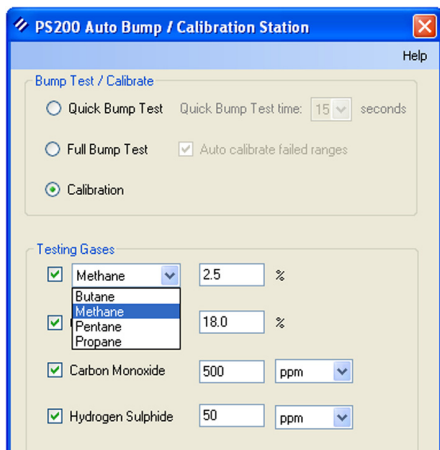 PS200 Auto Bump / Calibration Station
Help
Bump Test / Calibrate
Quick Bump Test Quick Bump Test time: 15 seconds
Full Bump Test Auto calibrate failed ranges
Calibration
Testing Gases
Methane 2.5 %
Butane
Methane
Pentane
Propane
18.0 %
Carbon Monoxide 500 ppm
Hydrogen Sulphide 50 ppm